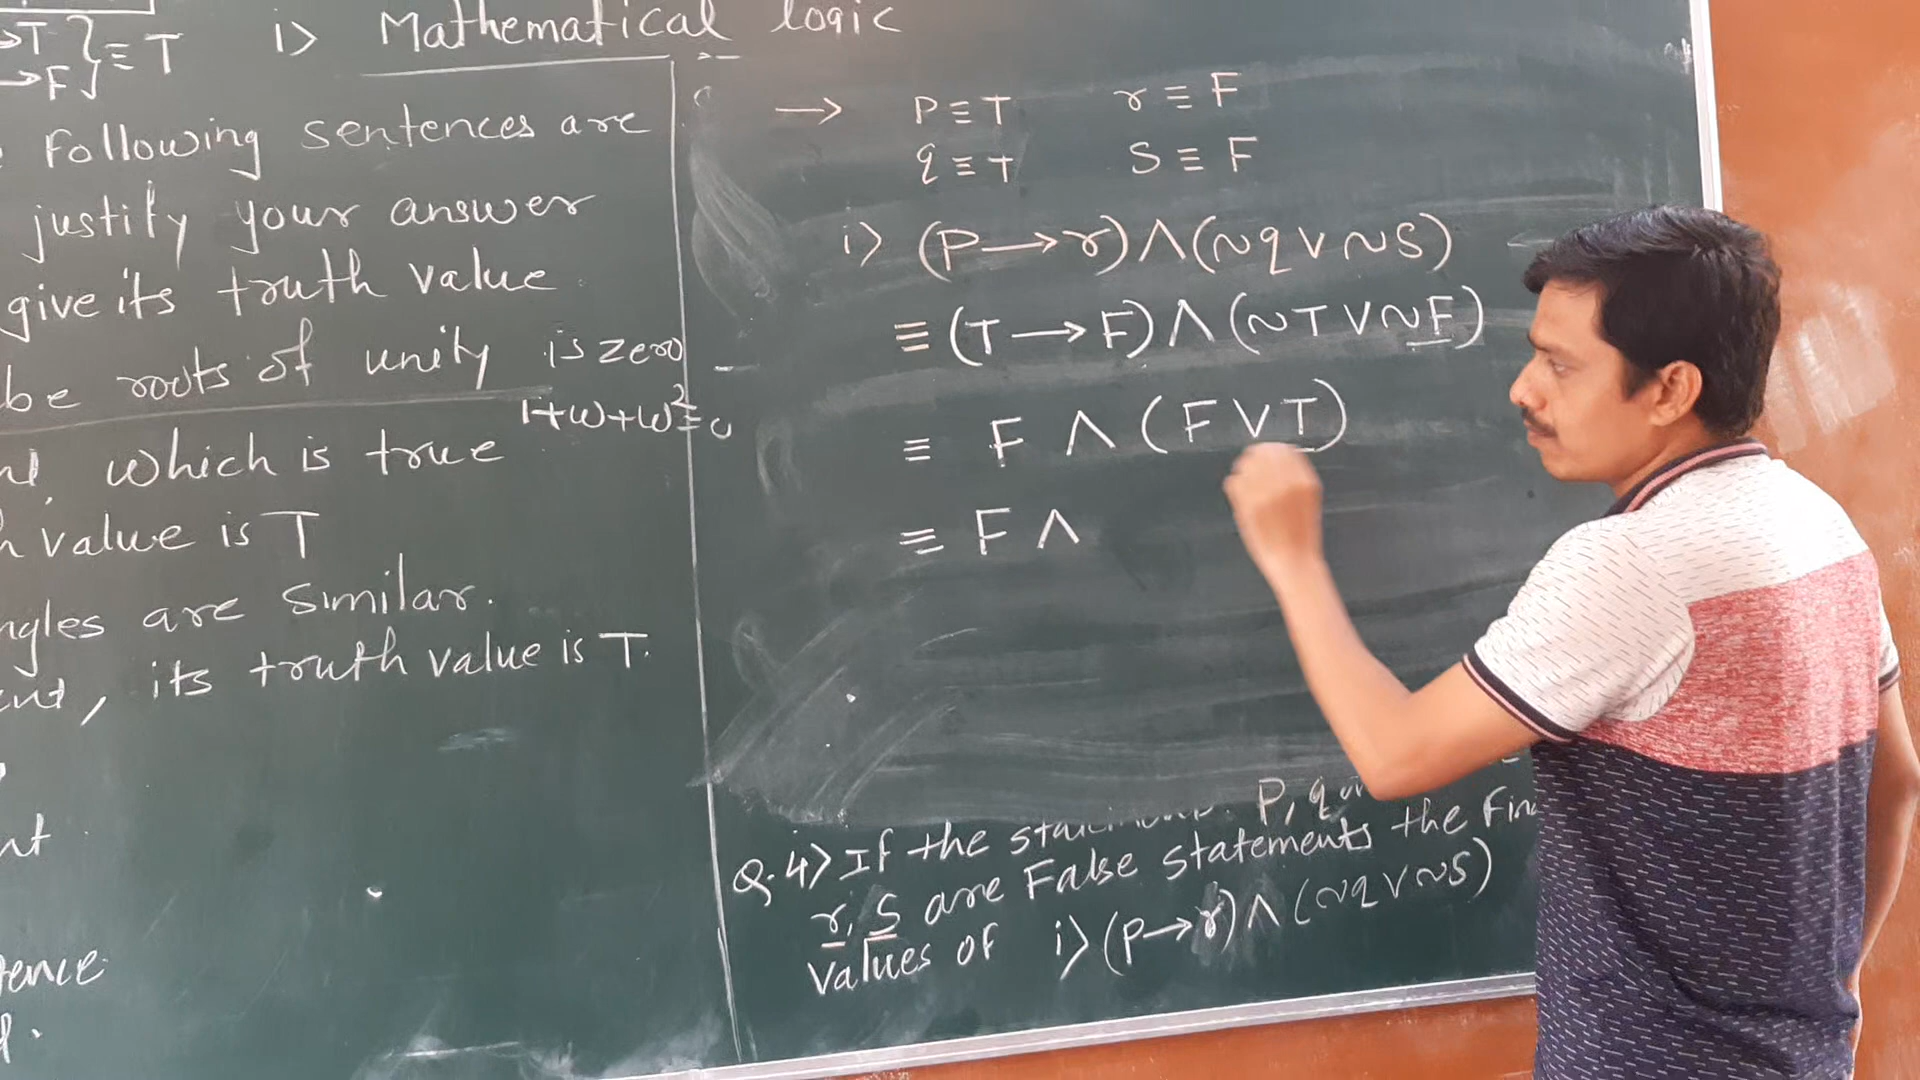 i> Mathematical logic
→T } ≡ T
→F
following sentences are
justify your answer
give its truth value
be roots of unity is zero
1+ω+ω²=0
which is true
value is T
are similar.
, its truth value is T.
→ P≡T r≡F
q≡T S≡F
i> (P→r)∧(~q∨~S)
≡(T→F)∧(~T∨~F)
≡ F ∧ (F∨T)
≡ F ∧
Q.4> If the P, q
r, S are False statements the Fin
values of i> (P→r)∧(~q∨~S)